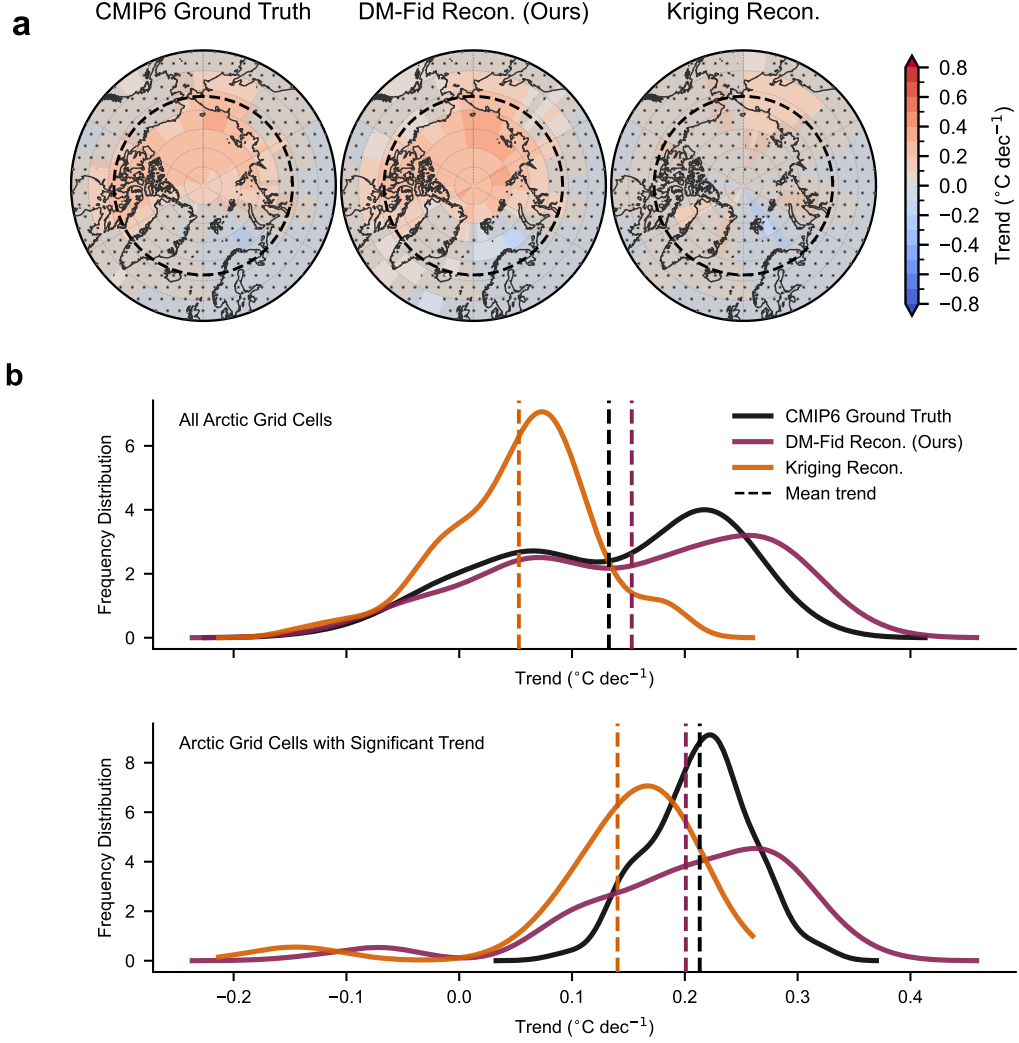 a
CMIP6 Ground Truth
DM-Fid Recon. (Ours)
Kriging Recon.
0.8
0.6
0.4
0.2
0.0
−0.2
−0.4
−0.6
−0.8
Trend (°C dec⁻¹)
b
All Arctic Grid Cells
CMIP6 Ground Truth
DM-Fid Recon. (Ours)
Kriging Recon.
Mean trend
Frequency Distribution
6
4
2
0
Trend (°C dec⁻¹)
Arctic Grid Cells with Significant Trend
Frequency Distribution
8
6
4
2
0
−0.2
−0.1
0.0
0.1
0.2
0.3
0.4
Trend (°C dec⁻¹)